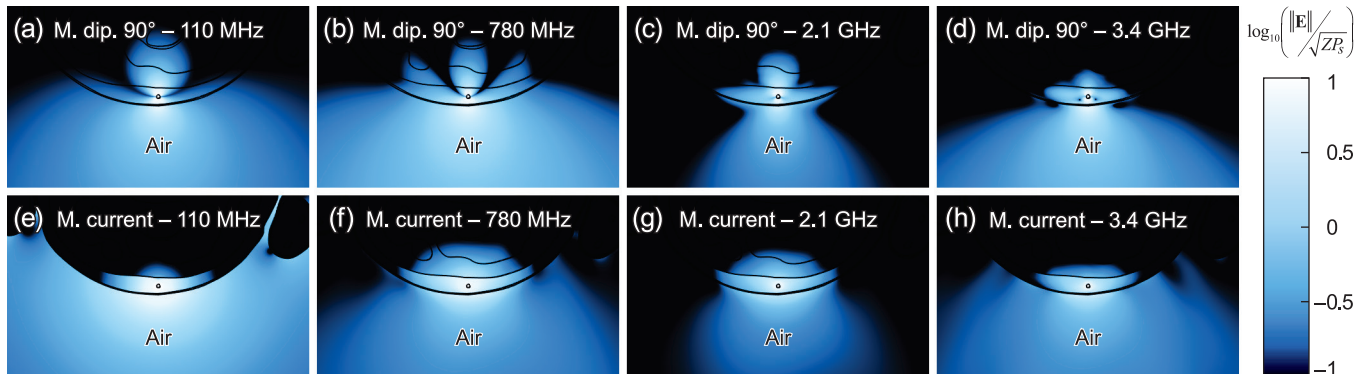 (a) M. dip. 90° – 110 MHz
Air
(b) M. dip. 90° – 780 MHz
Air
(c) M. dip. 90° – 2.1 GHz
Air
(d) M. dip. 90° – 3.4 GHz
Air
(e) M. current – 110 MHz
Air
(f) M. current – 780 MHz
Air
(g) M. current – 2.1 GHz
Air
(h) M. current – 3.4 GHz
Air
log₁₀(‖E‖/√ZPₛ)
1
0.5
0
−0.5
−1